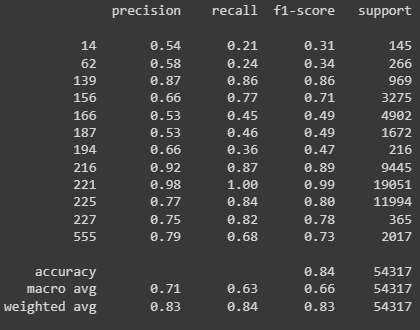 precision recall f1-score support
14 0.54 0.21 0.31 145
62 0.58 0.24 0.34 266
139 0.87 0.86 0.86 969
156 0.66 0.77 0.71 3275
166 0.53 0.45 0.49 4902
187 0.53 0.46 0.49 1672
194 0.66 0.36 0.47 216
216 0.92 0.87 0.89 9445
221 0.98 1.00 0.99 19051
225 0.77 0.84 0.80 11994
227 0.75 0.82 0.78 365
555 0.79 0.68 0.73 2017
accuracy 0.84 54317
macro avg 0.71 0.63 0.66 54317
weighted avg 0.83 0.84 0.83 54317